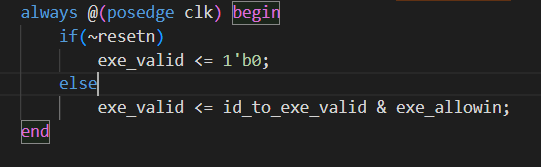 always @(posedge clk) begin
if(~resetn)
exe_valid <= 1'b0;
else
exe_valid <= id_to_exe_valid & exe_allowin;
end